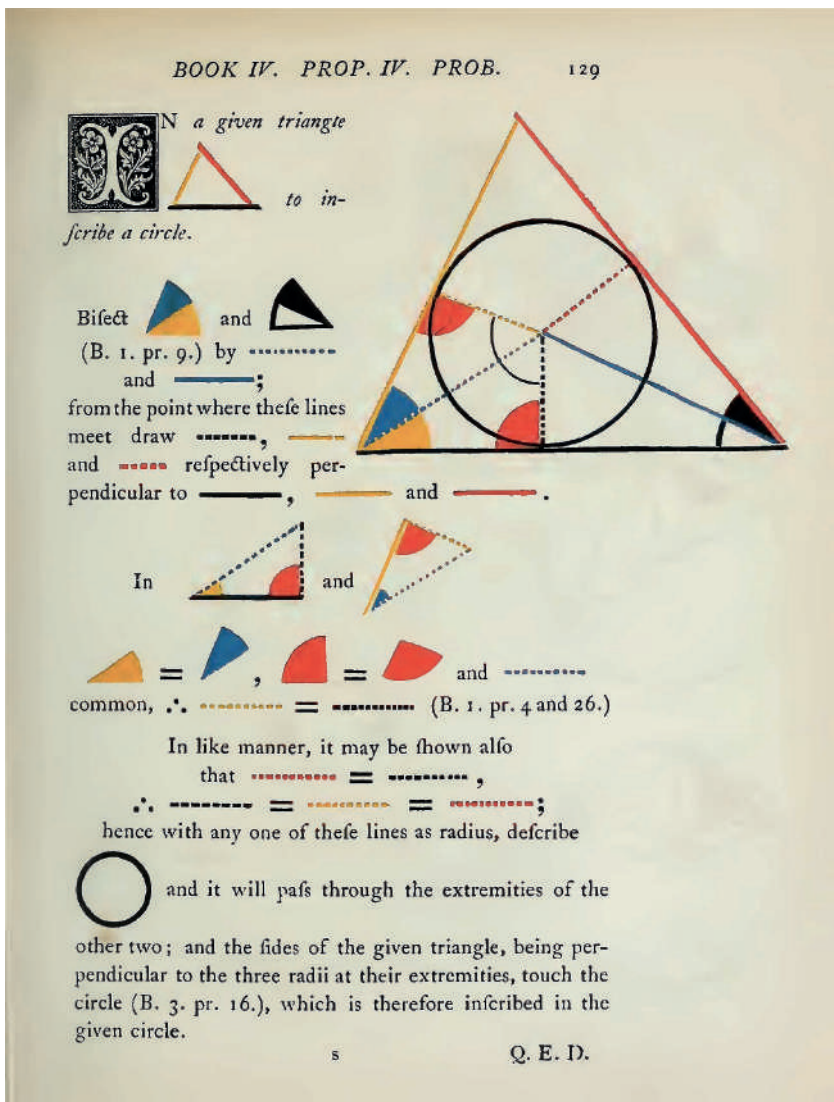 BOOK IV. PROP. IV. PROB. 129
IN a given triangle
to in-
ſcribe a circle.
Biſect and
(B. 1. pr. 9.) by
and ;
from the point where theſe lines
meet draw , 
and reſpectively per-
pendicular to , and .
In and
= , = and
common, ∴ = (B. 1. pr. 4 and 26.)
In like manner, it may be ſhown alſo
that = ,
∴ = = ;
hence with any one of theſe lines as radius, deſcribe
and it will paſs through the extremities of the
other two; and the ſides of the given triangle, being per-
pendicular to the three radii at their extremities, touch the
circle (B. 3. pr. 16.), which is therefore inſcribed in the
given circle.
s Q. E. D.